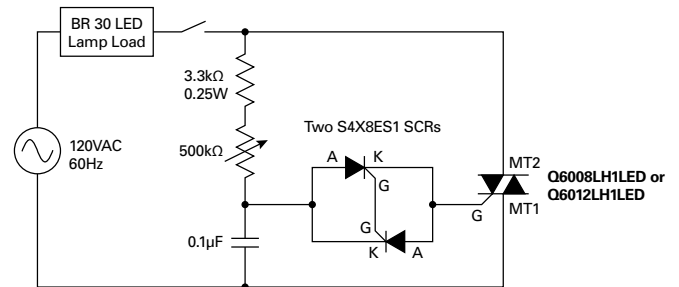 BR 30 LED
Lamp Load
3.3kΩ
0.25W
Two S4X8ES1 SCRs
120VAC
60Hz
500kΩ
A
K
G
MT2
Q6008LH1LED or
Q6012LH1LED
G
MT1
G
K
A
0.1µF